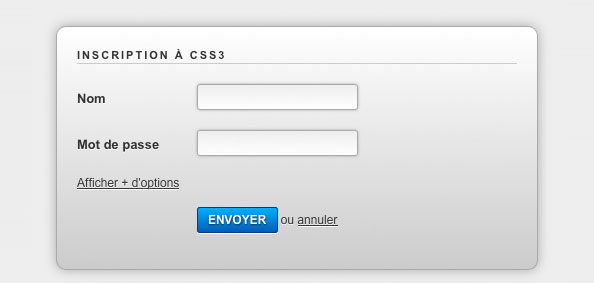 INSCRIPTION À CSS3
Nom
Mot de passe
Afficher + d'options
ENVOYER ou annuler